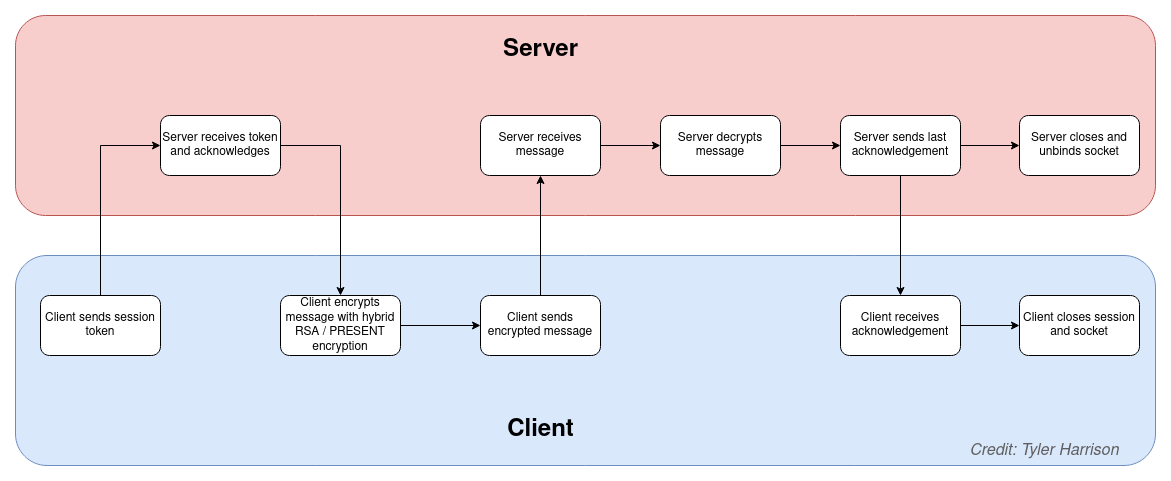 Server
Server receives token
and acknowledges
Server receives
message
Server decrypts
message
Server sends last
acknowledgement
Server closes and
unbinds socket
Client sends session
token
Client encrypts
message with hybrid
RSA / PRESENT
encryption
Client sends
encrypted message
Client receives
acknowledgement
Client closes session
and socket
Client
Credit: Tyler Harrison